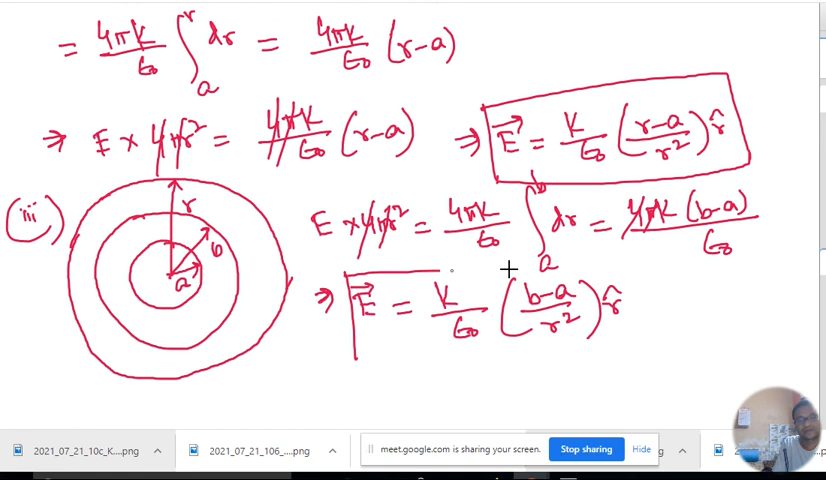 = 4πk/ε₀ ∫ₐʳ dr = 4πk/ε₀ (r-a)
⇒ E × 4πr² = 4πk/ε₀ (r-a) ⇒ E⃗ = k/ε₀ ((r-a)/r²) r̂
iii) r b a
E × 4πr² = 4πk/ε₀ ∫ₐᵇ dr = 4πk (b-a)/ε₀
⇒ E⃗ = k/ε₀ ((b-a)/r²) r̂
2021_07_21_10c_K....png 2021_07_21_106_....png meet.google.com is sharing your screen. Stop sharing Hide